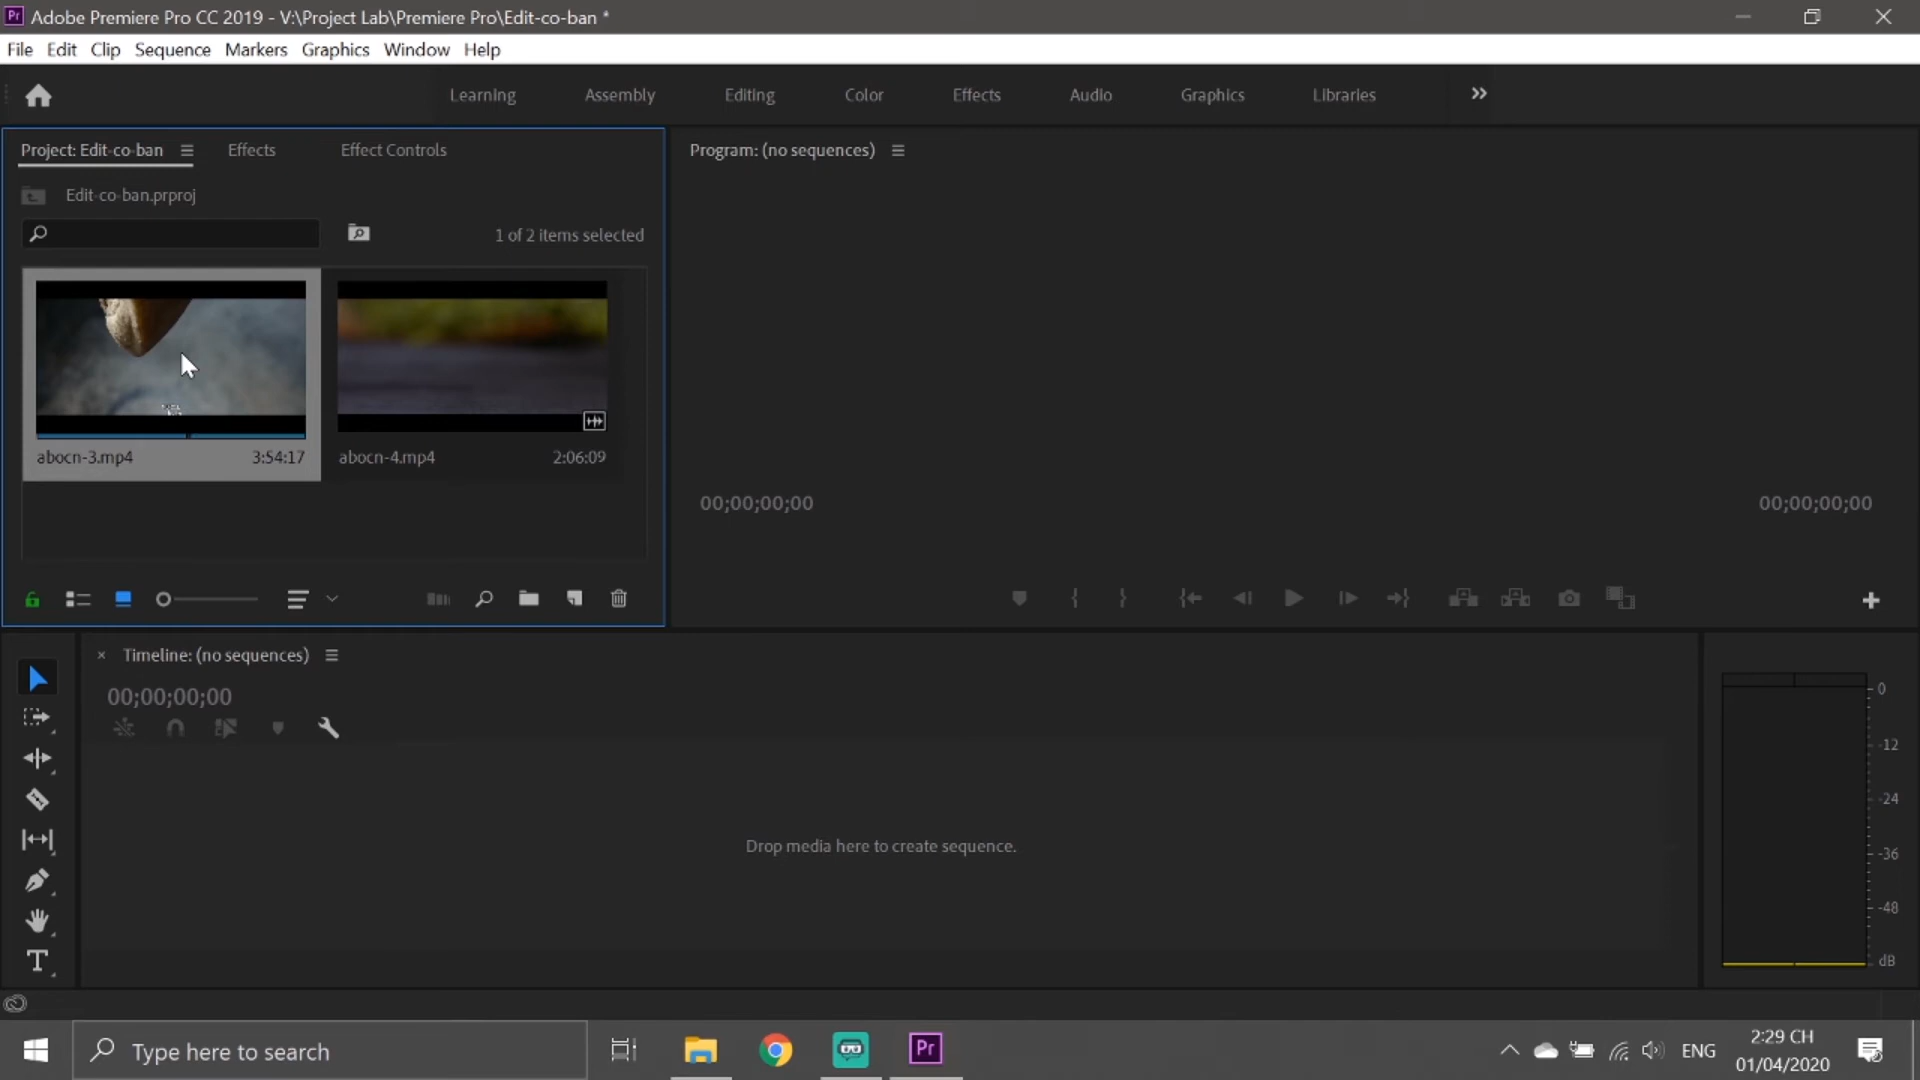 Adobe Premiere Pro CC 2019 - V:\Project Lab\Premiere Pro\Edit-co-ban *
File Edit Clip Sequence Markers Graphics Window Help
Learning Assembly Editing Color Effects Audio Graphics Libraries
Project: Edit-co-ban Effects Effect Controls
Program: (no sequences)
Edit-co-ban.prproj
1 of 2 items selected
abocn-3.mp4 3:54:17
abocn-4.mp4 2:06:09
00;00;00;00 00;00;00;00
Timeline: (no sequences)
00;00;00;00
Drop media here to create sequence.
0
-12
-24
-36
-48
dB
Type here to search
Pr
ENG
2:29 CH
01/04/2020